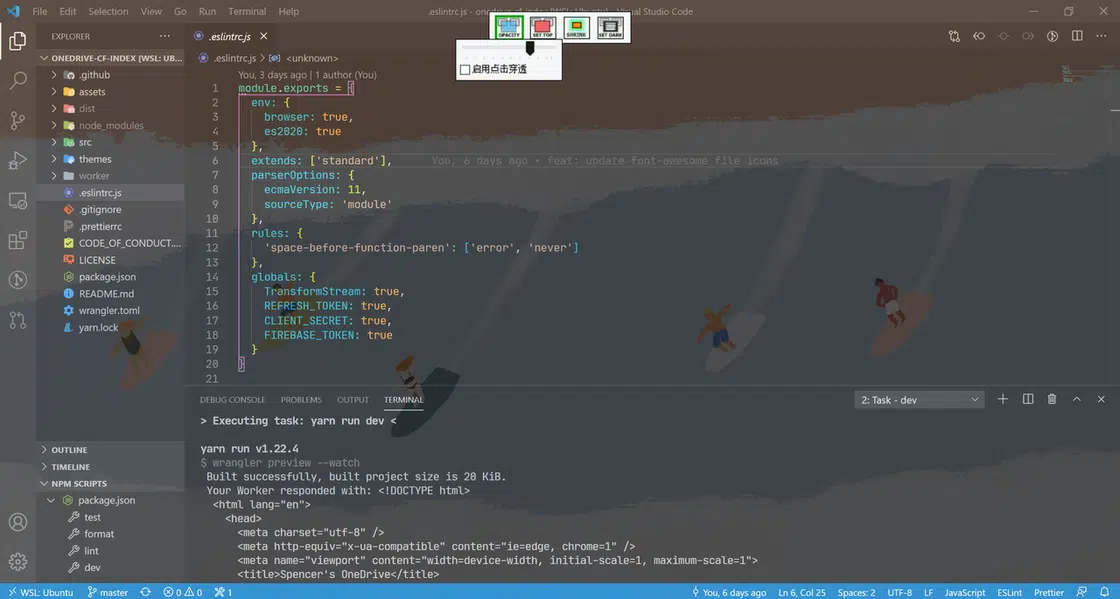 File Edit Selection View Go Run Terminal Help
.eslintrc.js - onedrive-cf-index [WSL: Ubuntu] - Visual Studio Code
OPACITY SET TOP SHRINK SET DARK
启用点击穿透
EXPLORER
ONEDRIVE-CF-INDEX [WSL: UB...
.github
assets
dist
node_modules
src
themes
worker
.eslintrc.js
.gitignore
.prettierrc
CODE_OF_CONDUCT....
LICENSE
package.json
README.md
wrangler.toml
yarn.lock
OUTLINE
TIMELINE
NPM SCRIPTS
package.json
test
format
lint
dev
.eslintrc.js
.eslintrc.js > <unknown>
You, 3 days ago | 1 author (You)
1 module.exports = {
2 env: {
3 browser: true,
4 es2020: true
5 },
6 extends: ['standard'], You, 6 days ago • feat: update font-awesome file icons
7 parserOptions: {
8 ecmaVersion: 11,
9 sourceType: 'module'
10 },
11 rules: {
12 'space-before-function-paren': ['error', 'never']
13 },
14 globals: {
15 TransformStream: true,
16 REFRESH_TOKEN: true,
17 CLIENT_SECRET: true,
18 FIREBASE_TOKEN: true
19 }
20 }
21
DEBUG CONSOLE PROBLEMS OUTPUT TERMINAL
2: Task - dev
> Executing task: yarn run dev <
yarn run v1.22.4
$ wrangler preview --watch
Built successfully, built project size is 20 KiB.
Your Worker responded with: <!DOCTYPE html>
<html lang="en">
<head>
<meta charset="utf-8" />
<meta http-equiv="x-ua-compatible" content="ie=edge, chrome=1" />
<meta name="viewport" content="width=device-width, initial-scale=1, maximum-scale=1">
<title>Spencer's OneDrive</title>
WSL: Ubuntu master 0 0 1 You, 6 days ago Ln 6, Col 25 Spaces: 2 UTF-8 LF JavaScript ESLint Prettier